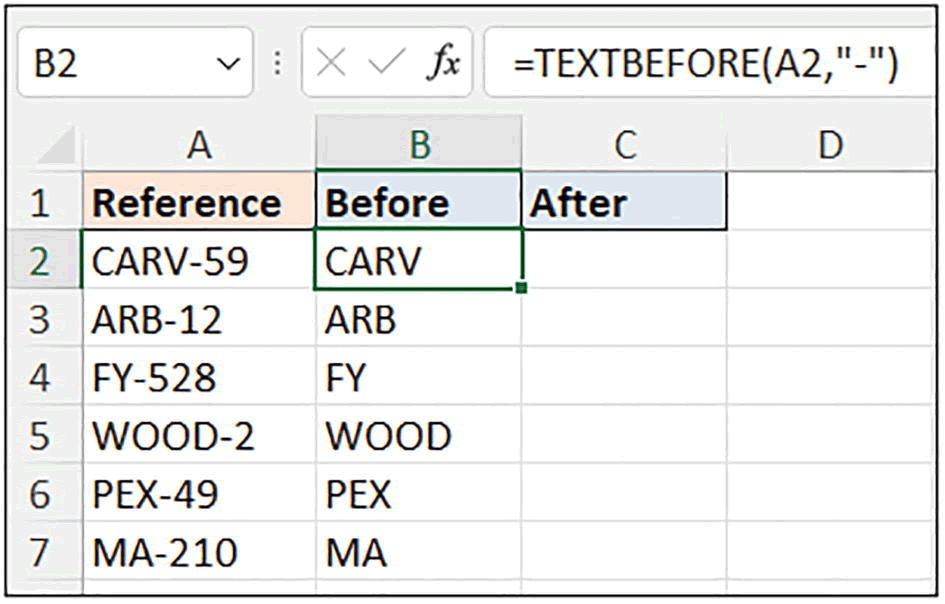 B2 fx =TEXTBEFORE(A2,"-")
A B C D
1 Reference Before After
2 CARV-59 CARV
3 ARB-12 ARB
4 FY-528 FY
5 WOOD-2 WOOD
6 PEX-49 PEX
7 MA-210 MA